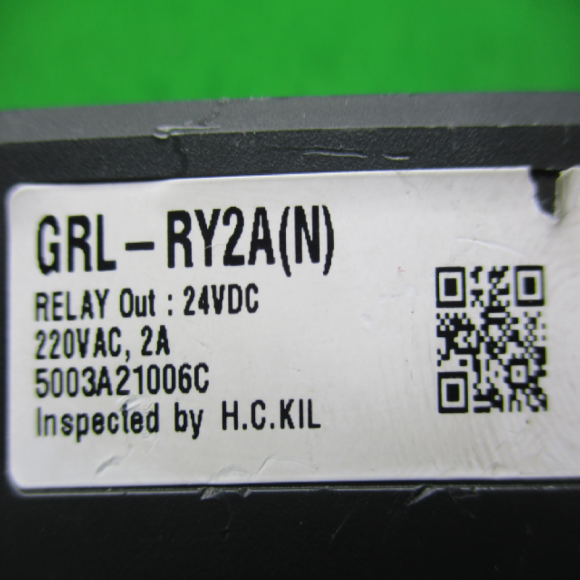 GRL-RY2A(N)
RELAY Out : 24VDC
220VAC, 2A
5003A21006C
Inspected by H.C.KIL